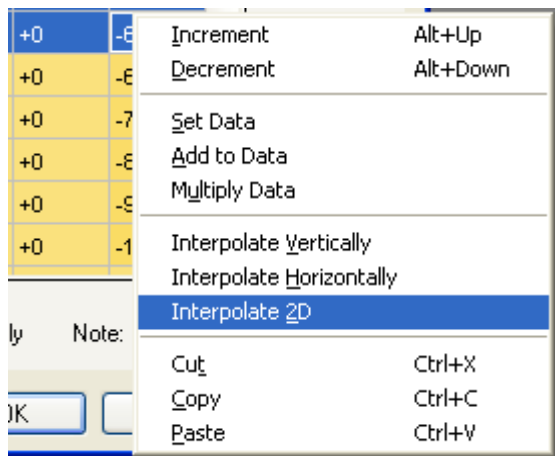 +0 Increment Alt+Up
+0 Decrement Alt+Down
+0 Set Data
+0 Add to Data
+0 Multiply Data
+0 Interpolate Vertically
Interpolate Horizontally
Interpolate 2D
Note:
Cut Ctrl+X
Copy Ctrl+C
Paste Ctrl+V